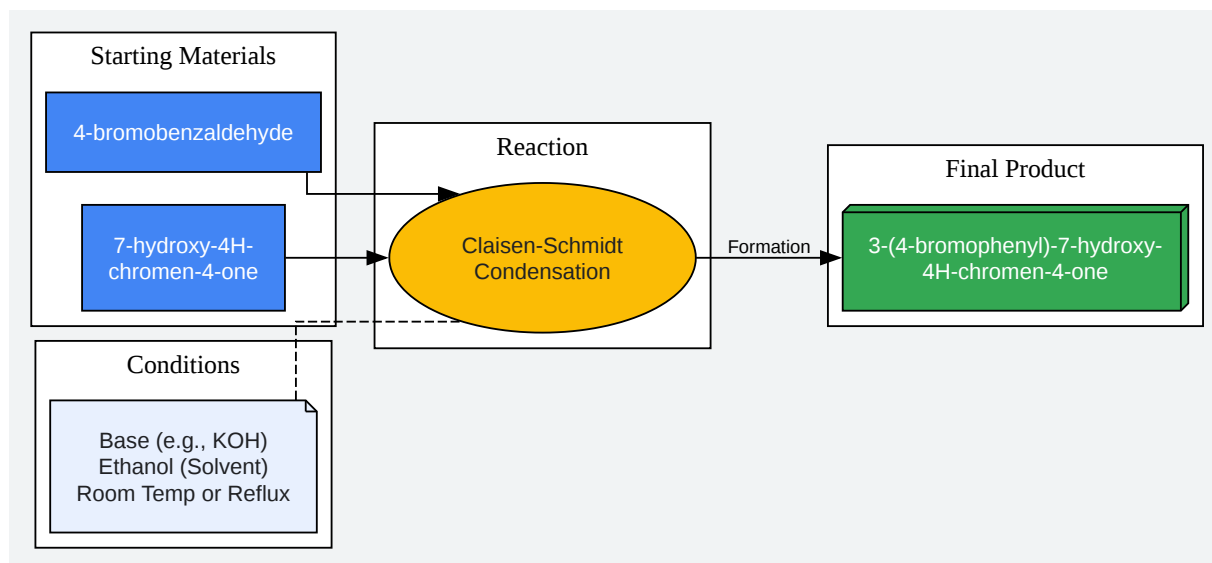 Starting Materials
4-bromobenzaldehyde
7-hydroxy-4H-
chromen-4-one
Conditions
Base (e.g., KOH)
Ethanol (Solvent)
Room Temp or Reflux
Reaction
Claisen-Schmidt
Condensation
Formation
Final Product
3-(4-bromophenyl)-7-hydroxy-
4H-chromen-4-one